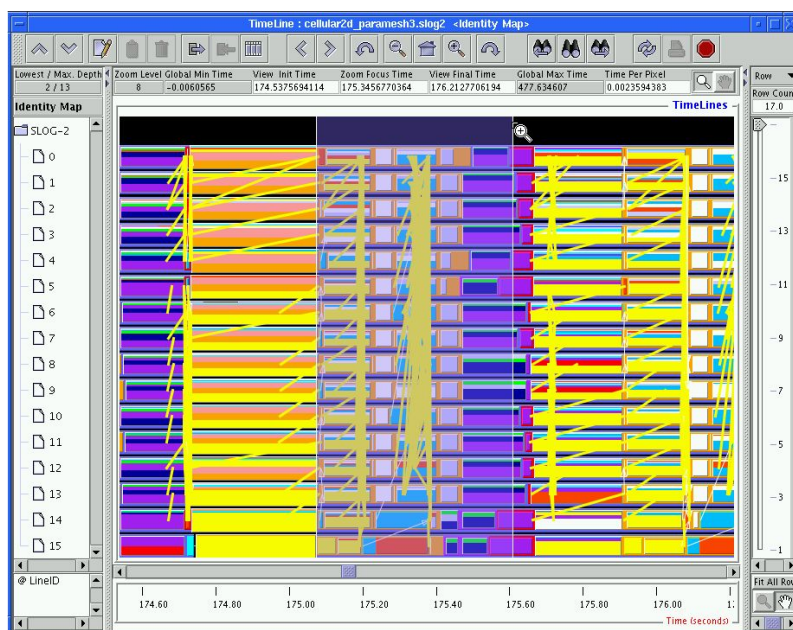 TimeLine : cellular2d_paramesh3.slog2 <Identity Map>
Lowest / Max. Depth
2 / 13
Zoom Level
8
Global Min Time
-0.0060565
View Init Time
174.5375694114
Zoom Focus Time
175.3456770364
View Final Time
176.2127706194
Global Max Time
477.634607
Time Per Pixel
0.0023594383
Row
Row Coun
17.0
Identity Map
TimeLines
SLOG-2
0
1
2
3
4
5
6
7
8
9
10
11
12
13
14
15
15
13
11
9
7
5
3
1
@ LineID
Fit All Ro
174.60
174.80
175.00
175.20
175.40
175.60
175.80
176.00
Time (seconds)